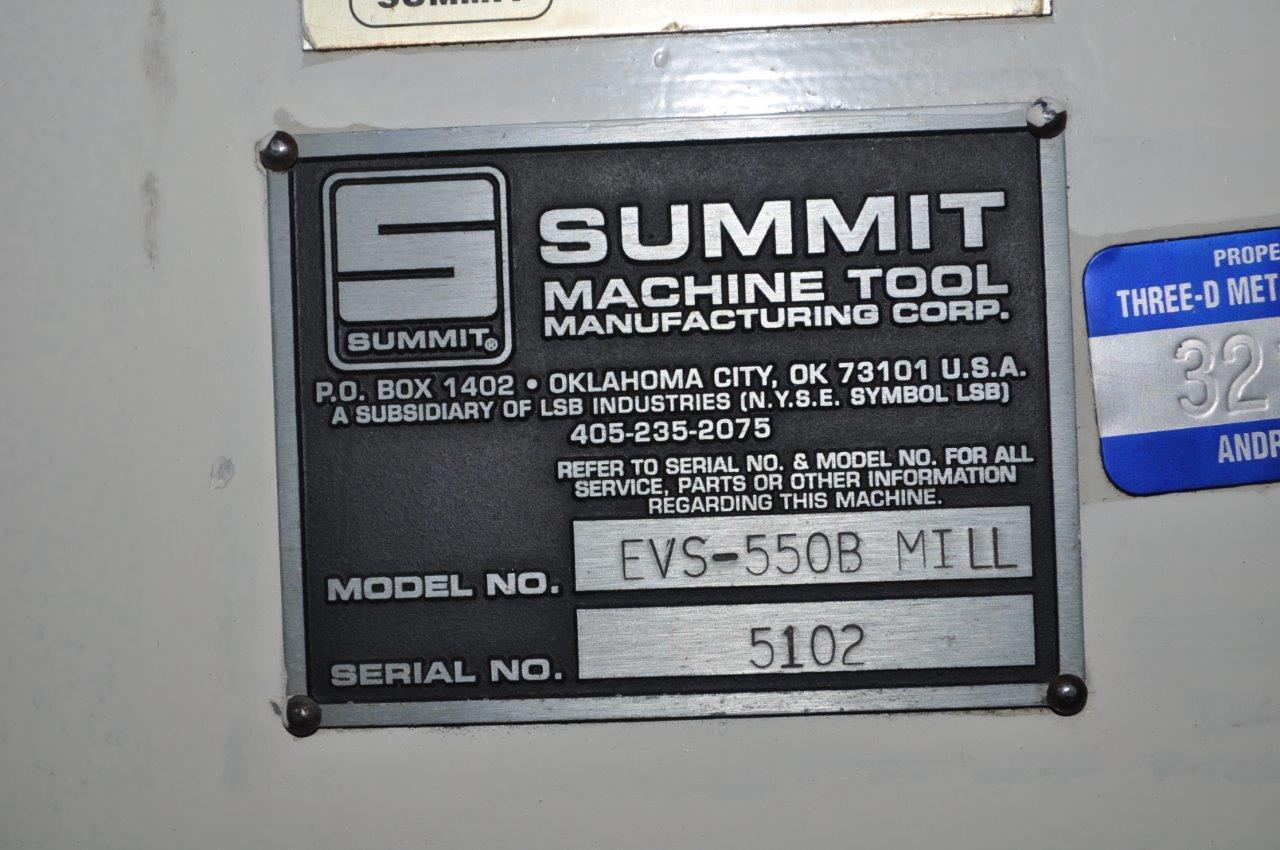 SUMMIT
SUMMIT®
SUMMIT
MACHINE TOOL
MANUFACTURING CORP.
P.O. BOX 1402 • OKLAHOMA CITY, OK 73101 U.S.A.
A SUBSIDIARY OF LSB INDUSTRIES (N.Y.S.E. SYMBOL LSB)
405-235-2075
REFER TO SERIAL NO. & MODEL NO. FOR ALL
SERVICE, PARTS OR OTHER INFORMATION
REGARDING THIS MACHINE.
MODEL NO. EVS-550B MILL
SERIAL NO. 5102
PROPE
THREE-D MET
32
ANDR